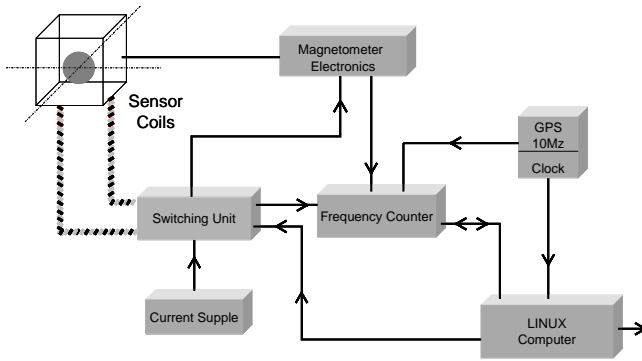 Magnetometer
Electronics
Sensor
Coils
GPS
10Mz
Clock
Switching Unit
Frequency Counter
Current Supple
LINUX
Computer